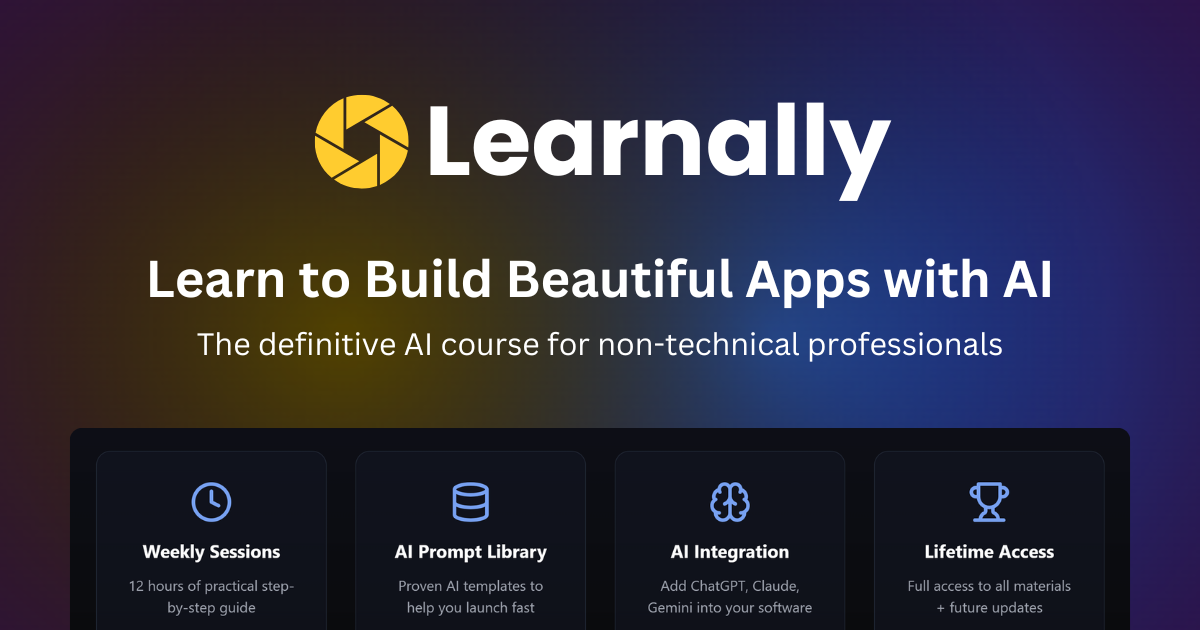 Learnally
Learn to Build Beautiful Apps with AI
The definitive AI course for non-technical professionals
Weekly Sessions
12 hours of practical step-
by-step guide
AI Prompt Library
Proven AI templates to
help you launch fast
AI Integration
Add ChatGPT, Claude,
Gemini into your software
Lifetime Access
Full access to all materials
+ future updates